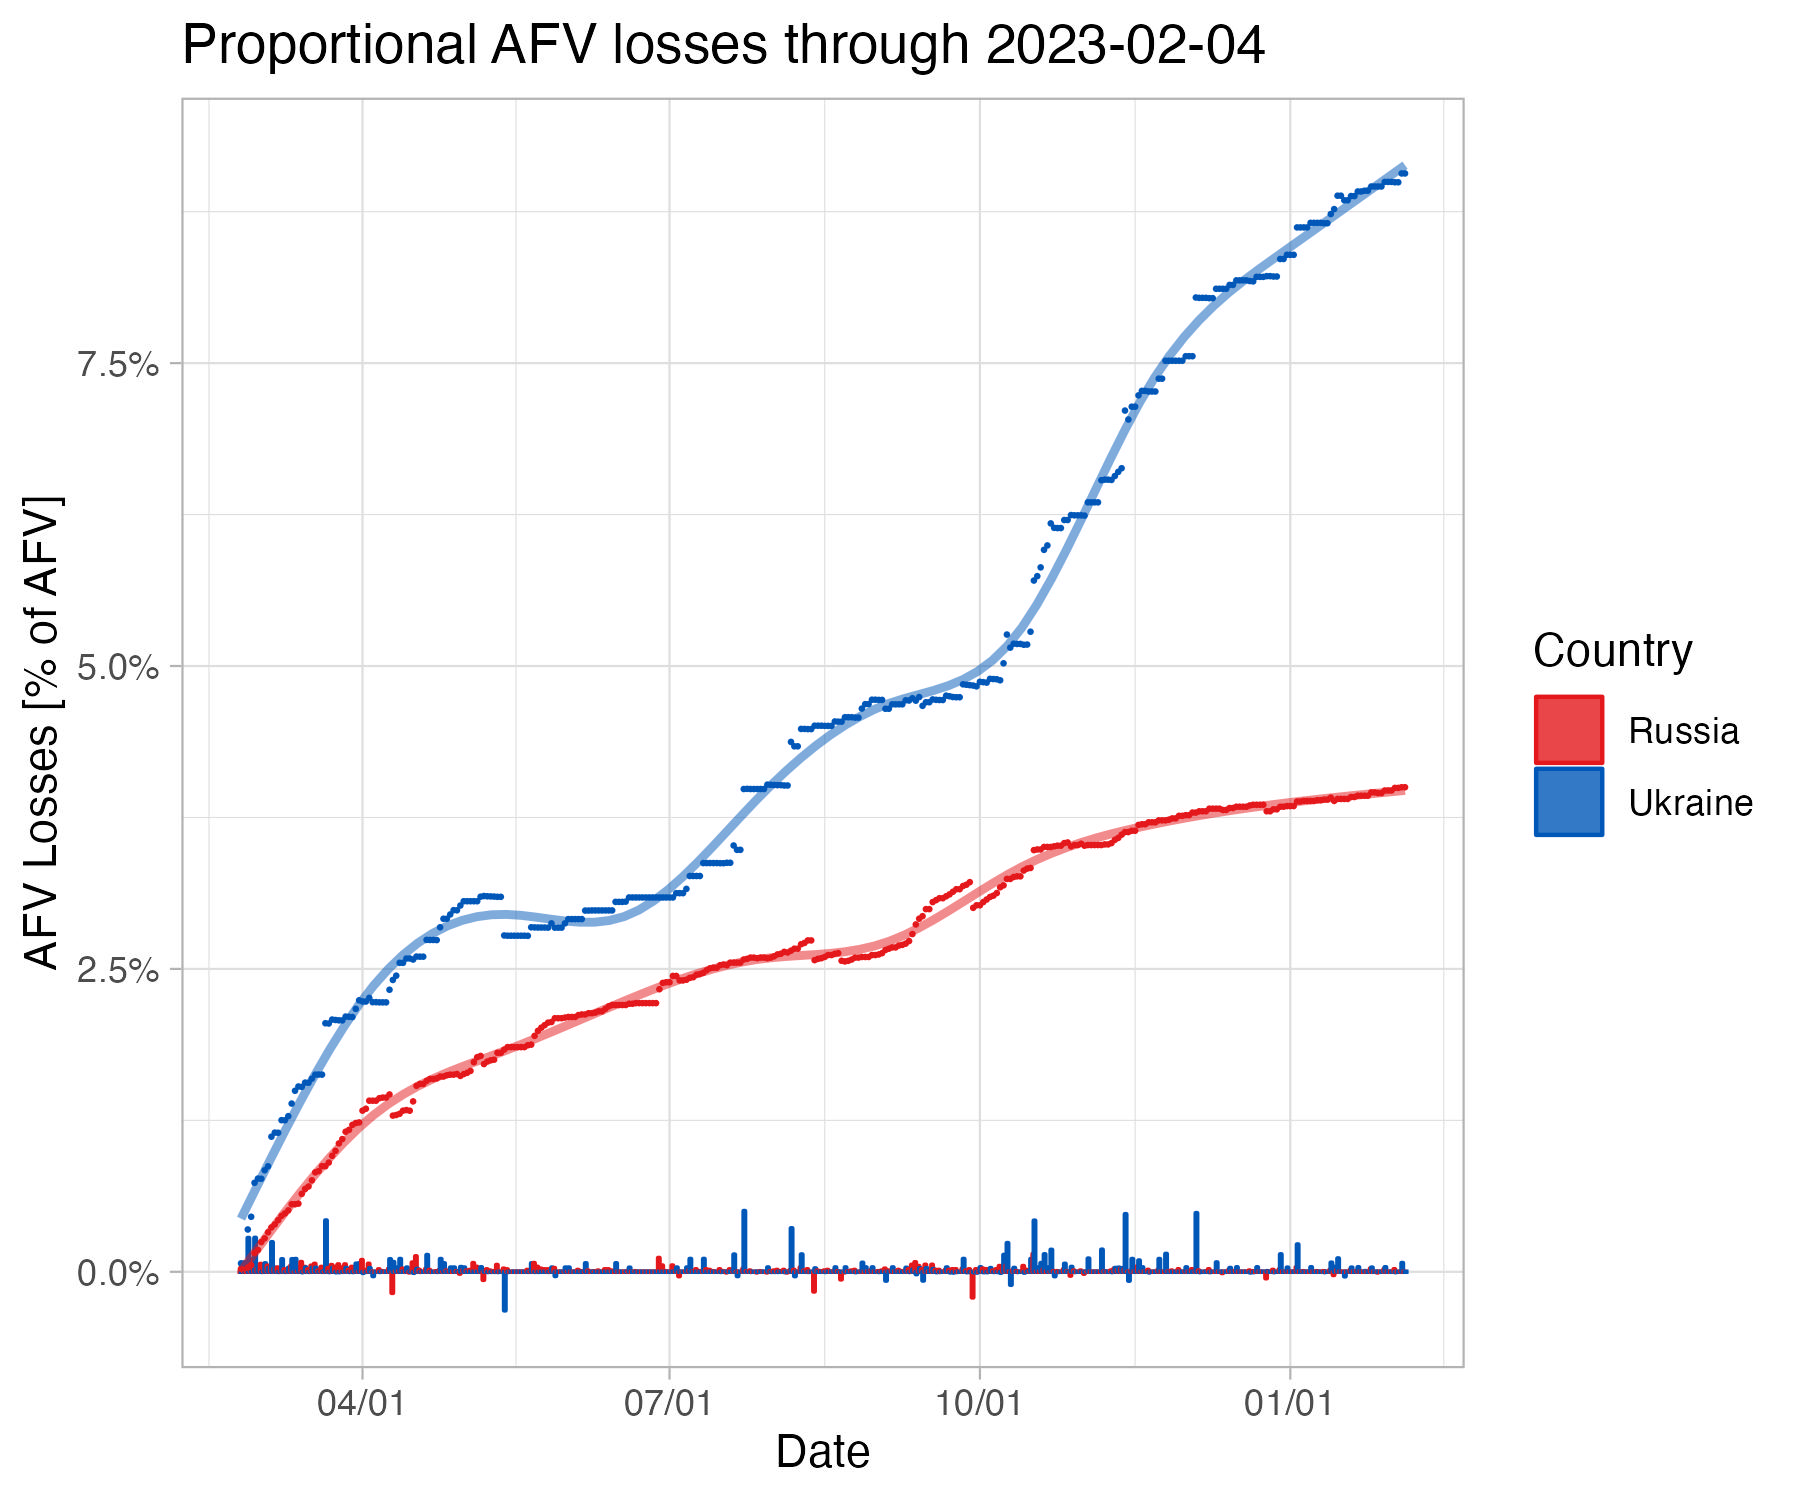 Proportional AFV losses through 2023-02-04
AFV Losses [% of AFV]
7.5%
5.0%
2.5%
0.0%
04/01
07/01
10/01
01/01
Date
Country
Russia
Ukraine